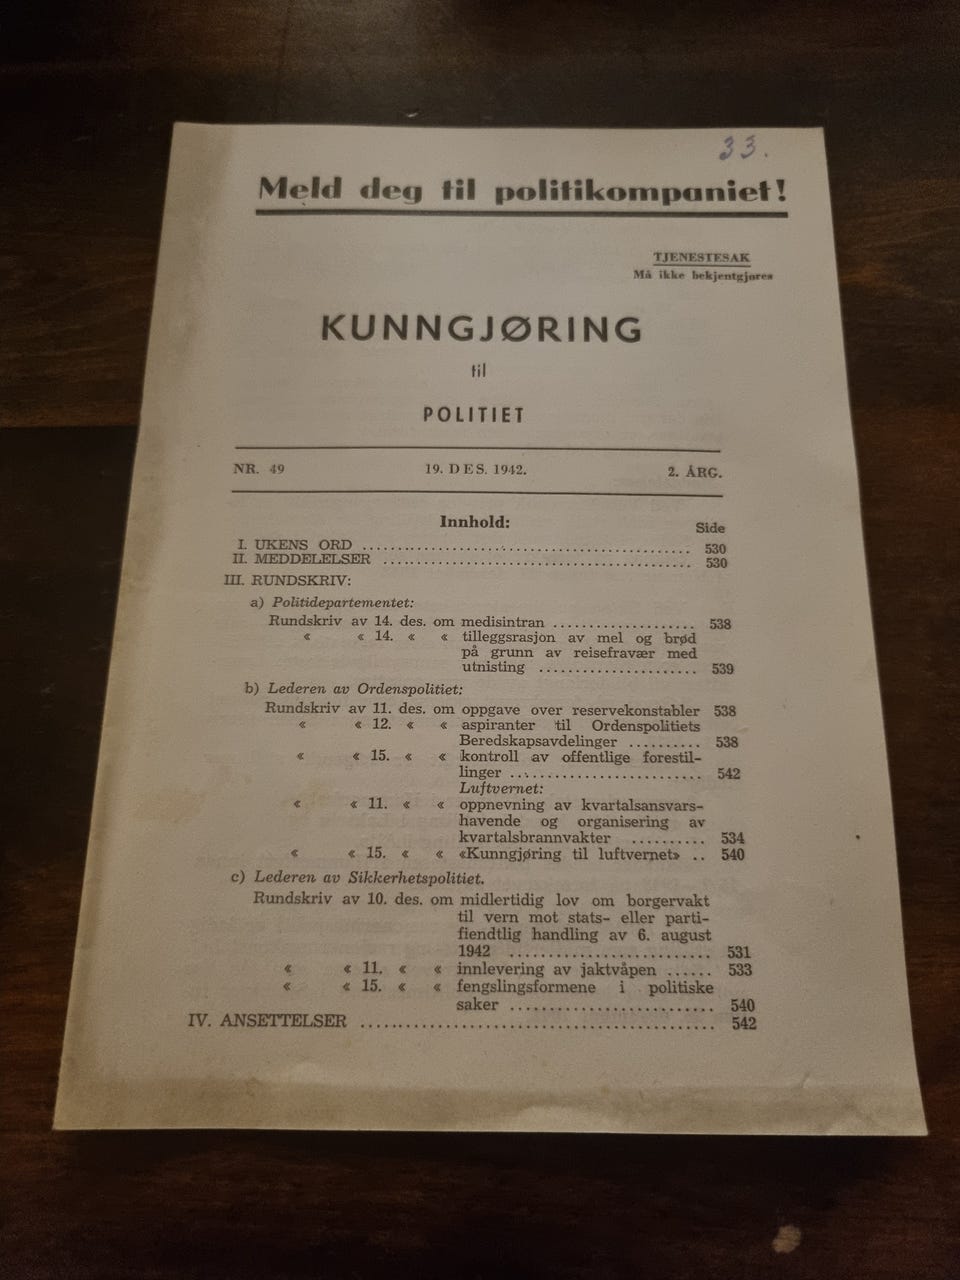 33.
Meld deg til politikompaniet!
TJENESTESAK
Må ikke bekjentgjøres
KUNNGJØRING
til
POLITIET
NR. 49 19. DES. 1942. 2. ÅRG.
Innhold:
Side
I. UKENS ORD ........ 530
II. MEDDELELSER ........ 530
III. RUNDSKRIV:
a) Politidepartementet:
Rundskriv av 14. des. om medisintran ........ 538
« « 14. « « tilleggsrasjon av mel og brød
på grunn av reisefravær med
utnisting ........ 539
b) Lederen av Ordenspolitiet:
Rundskriv av 11. des. om oppgave over reservekonstabler 538
« « 12. « « aspiranter til Ordenspolitiets
Beredskapsavdelinger .......... 538
« « 15. « « kontroll av offentlige forestil-
linger ........ 542
Luftvernet:
« « 11. « « oppnevning av kvartalsansvars-
havende og organisering av
kvartalsbrannvakter .......... 534
« « 15. « « «Kunngjøring til luftvernet» .. 540
c) Lederen av Sikkerhetspolitiet.
Rundskriv av 10. des. om midlertidig lov om borgervakt
til vern mot stats- eller parti-
fiendtlig handling av 6. august
1942 ........ 531
« « 11. « « innlevering av jaktvåpen ...... 533
« « 15. « « fengslingsformene i politiske
saker ........ 540
IV. ANSETTELSER ........ 542